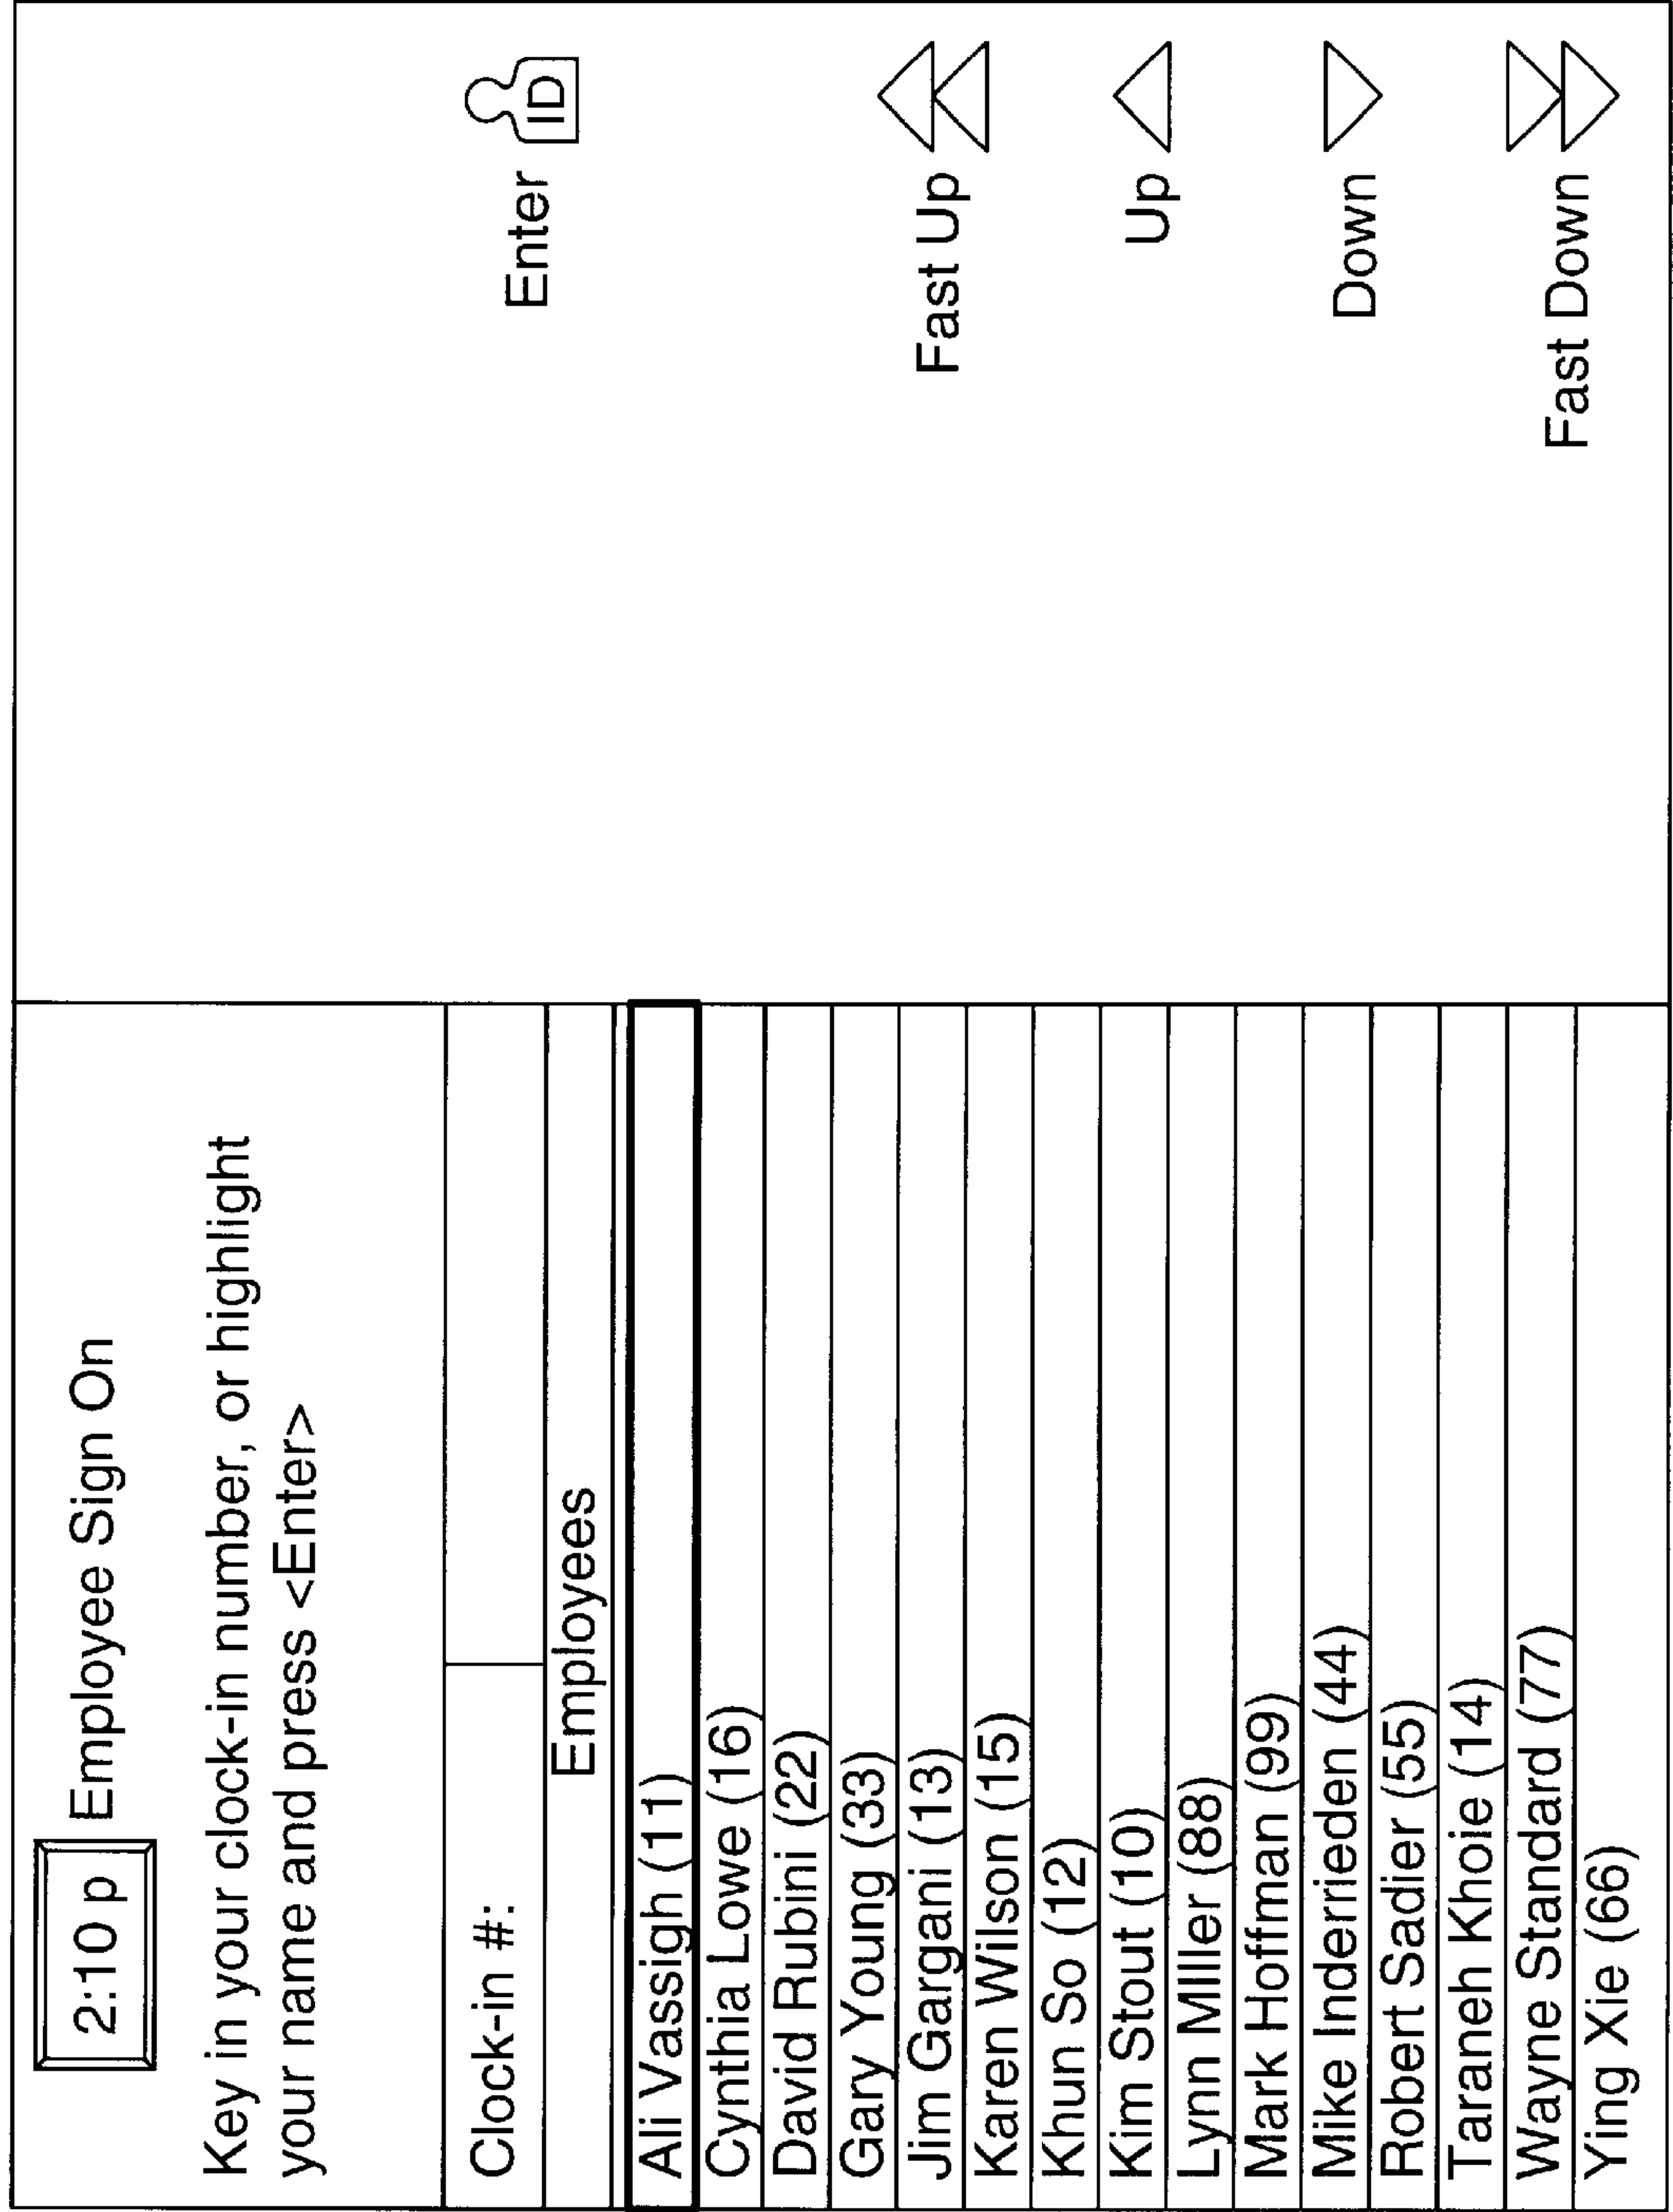 2:10 p Employee Sign On
Key in your clock-in number, or highlight
your name and press <Enter>
Clock-in #:
Employees
Ali Vassigh (11)
Cynthia Lowe (16)
David Rubini (22)
Gary Young (33)
Jim Gargani (13)
Karen Wilson (15)
Khun So (12)
Kim Stout (10)
Lynn MIller (88)
Mark Hoffman (99)
Mike Inderrieden (44)
Robert Sadier (55)
Taraneh Khoie (14)
Wayne Standard (77)
Ying Xie (66)
Enter ID
Fast Up
Up
Down
Fast Down